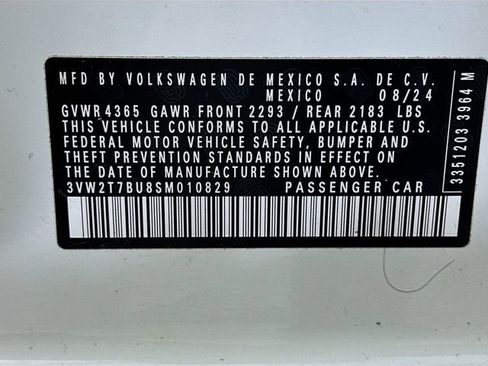 MFD BY VOLKSWAGEN DE MEXICO S.A. DE C.V.
MEXICO 08/24
GVWR 4365 GAWR FRONT 2293 / REAR 2183 LBS
THIS VEHICLE CONFORMS TO ALL APPLICABLE U.S.
FEDERAL MOTOR VEHICLE SAFETY, BUMPER AND
THEFT PREVENTION STANDARDS IN EFFECT ON THE
DATE OF MANUFACTURE SHOWN ABOVE.
3VW2T7BU8SM010829 PASSENGER CAR
3351203 3964 M